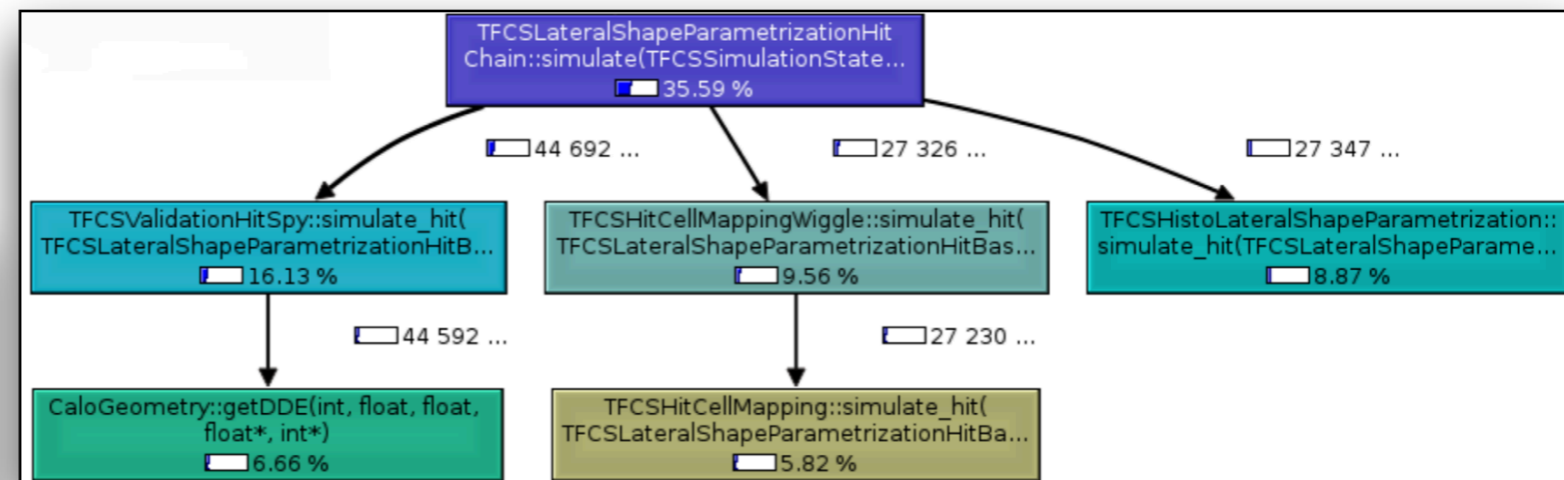 TFCSLateralShapeParametrizationHit
Chain::simulate(TFCSSimulationState...
35.59 %
44 692 ...
27 326 ...
27 347 ...
TFCSValidationHitSpy::simulate_hit(
TFCSLateralShapeParametrizationHitB...
16.13 %
TFCSHitCellMappingWiggle::simulate_hit(
TFCSLateralShapeParametrizationHitBas...
9.56 %
TFCSHistoLateralShapeParametrization::
simulate_hit(TFCSLateralShapeParame...
8.87 %
44 592 ...
27 230 ...
CaloGeometry::getDDE(int, float, float,
float*, int*)
6.66 %
TFCSHitCellMapping::simulate_hit(
TFCSLateralShapeParametrizationHitBa...
5.82 %